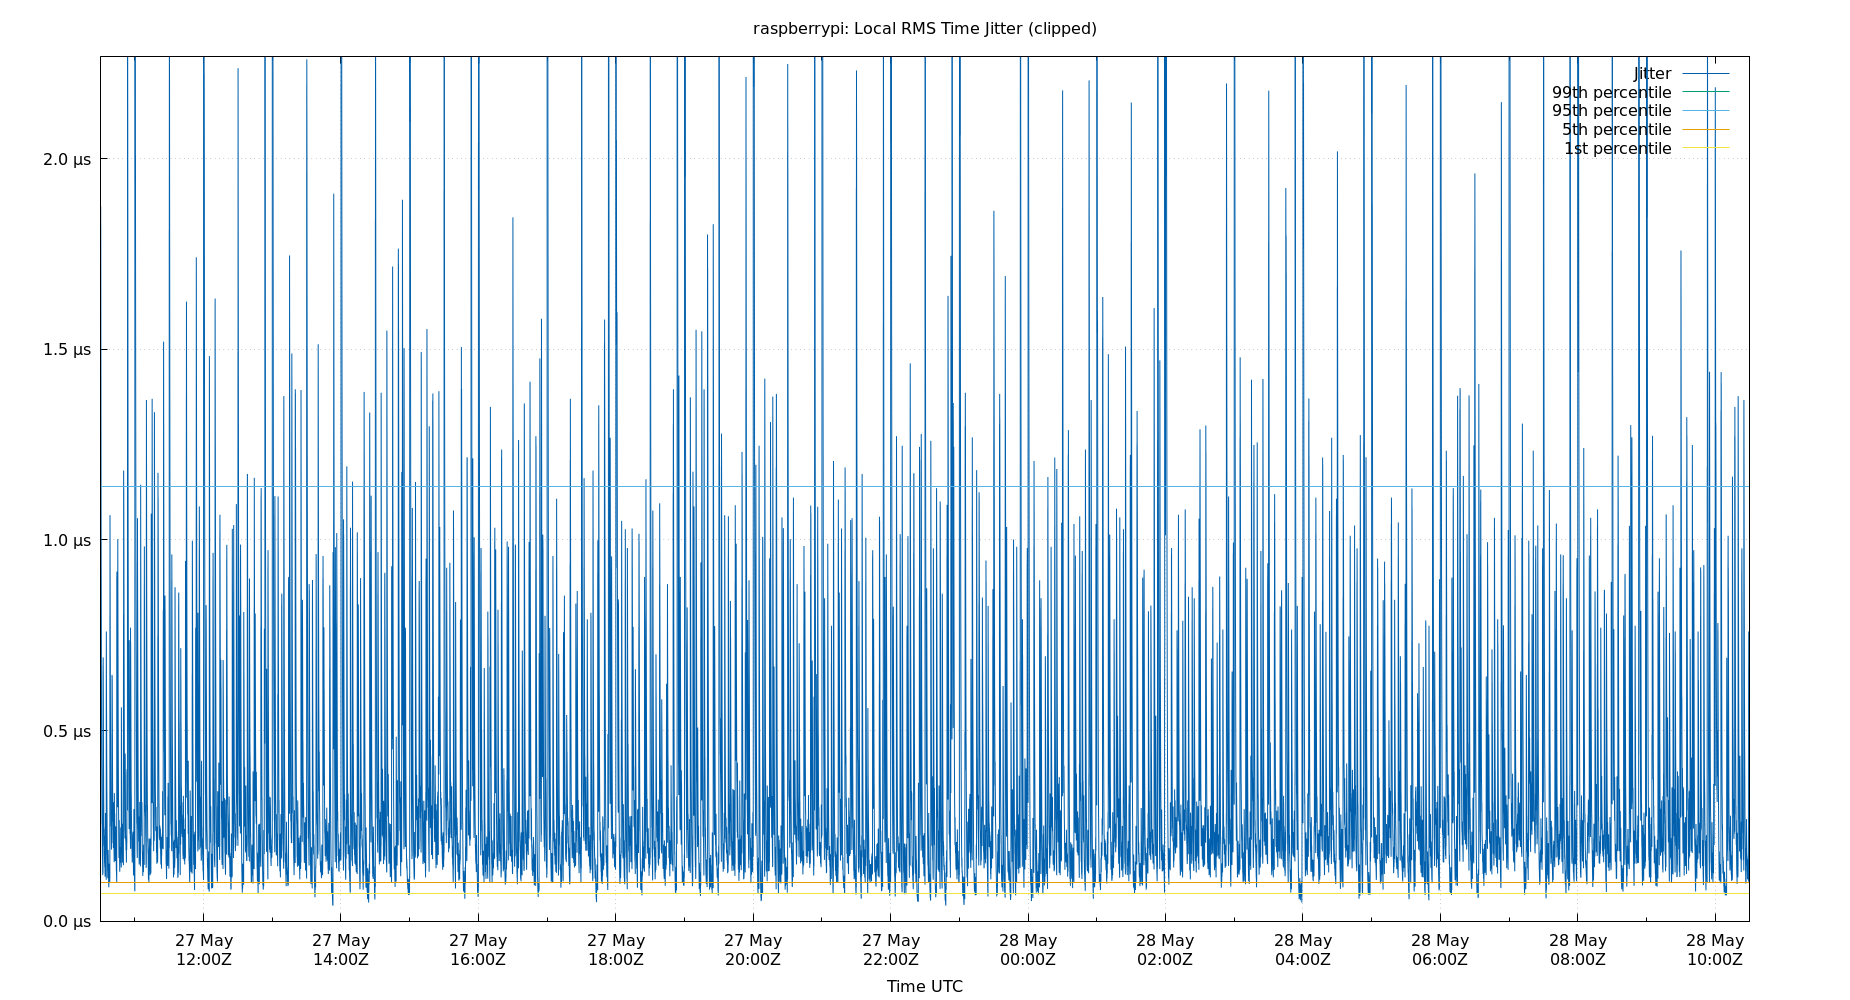 raspberrypi: Local RMS Time Jitter (clipped)
Jitter
99th percentile
95th percentile
5th percentile
1st percentile
2.0 µs
1.5 µs
1.0 µs
0.5 µs
0.0 µs
27 May 27 May 27 May 27 May 27 May 27 May 28 May 28 May 28 May 28 May 28 May 28 May
12:00Z 14:00Z 16:00Z 18:00Z 20:00Z 22:00Z 00:00Z 02:00Z 04:00Z 06:00Z 08:00Z 10:00Z
Time UTC